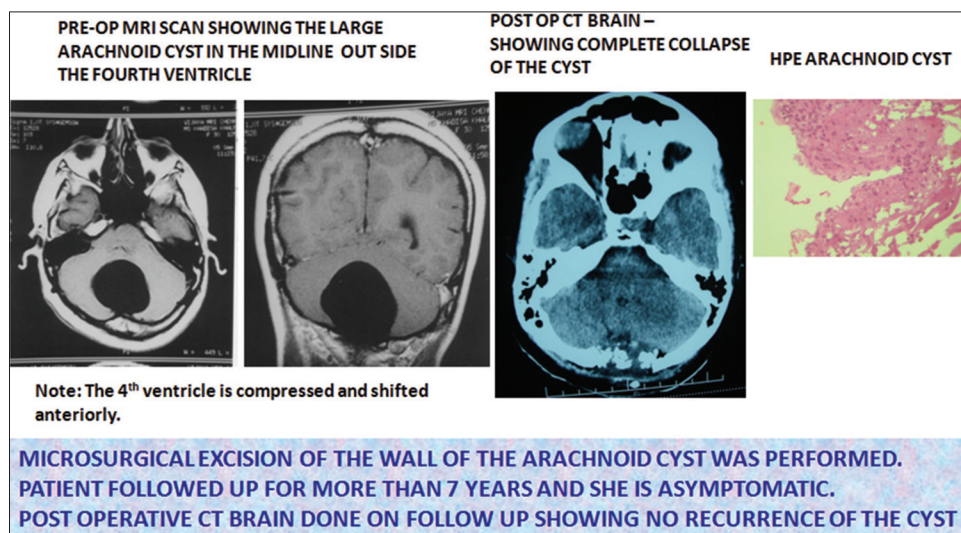 PRE-OP MRI SCAN SHOWING THE LARGE
ARACHNOID CYST IN THE MIDLINE OUT SIDE
THE FOURTH VENTRICLE
POST OP CT BRAIN –
SHOWING COMPLETE COLLAPSE
OF THE CYST
HPE ARACHNOID CYST
Note: The 4th ventricle is compressed and shifted
anteriorly.
MICROSURGICAL EXCISION OF THE WALL OF THE ARACHNOID CYST WAS PERFORMED.
PATIENT FOLLOWED UP FOR MORE THAN 7 YEARS AND SHE IS ASYMPTOMATIC.
POST OPERATIVE CT BRAIN DONE ON FOLLOW UP SHOWING NO RECURRENCE OF THE CYST